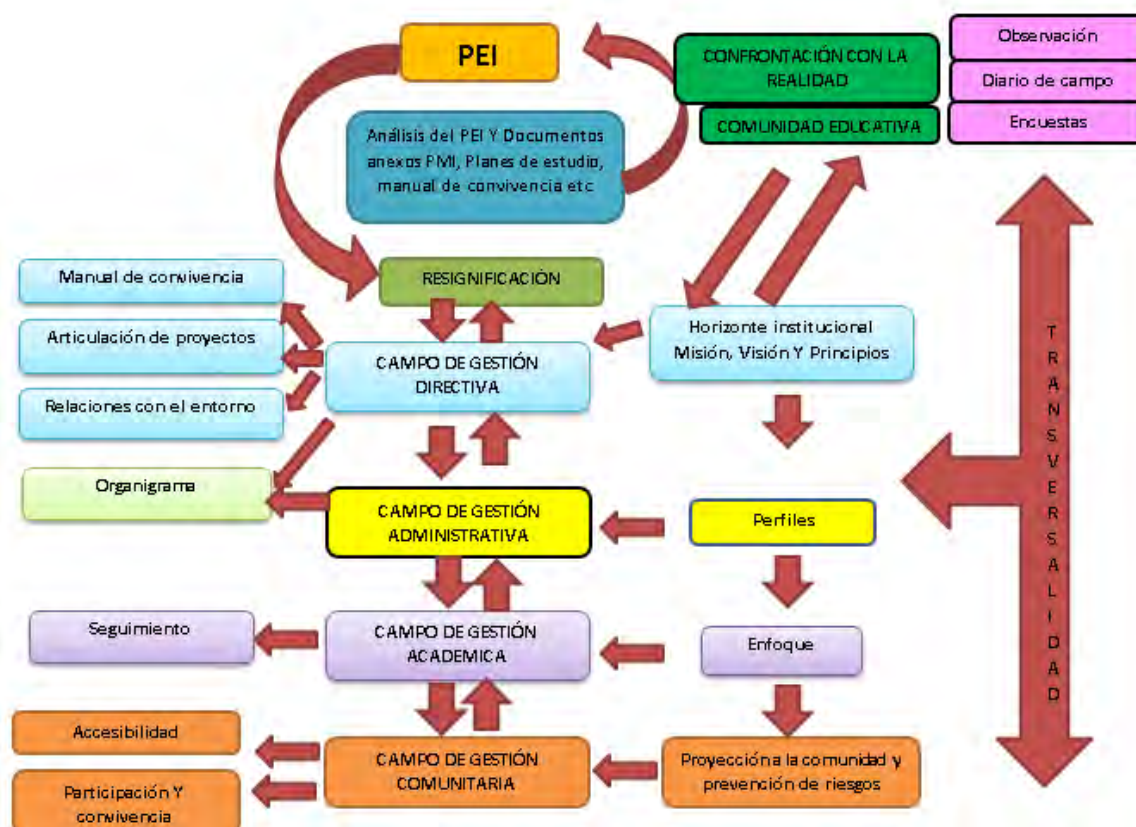 PEI
CONFRONTACIÓN CON LA
REALIDAD
COMUNIDAD EDUCATIVA
Observación
Diario de campo
Encuestas
Análisis del PEI Y Documentos
anexos PMI, Planes de estudio,
manual de convivencia etc
RESIGNIFICACIÓN
Manual de convivencia
Articulación de proyectos
Relaciones con el entorno
CAMPO DE GESTIÓN
DIRECTIVA
Horizonte institucional
Misión, Visión Y Principios
Organigrama
CAMPO DE GESTIÓN
ADMINISTRATIVA
Perfiles
Seguimiento
CAMPO DE GESTIÓN
ACADEMICA
Enfoque
Accesibilidad
Participación Y
convivencia
CAMPO DE GESTIÓN
COMUNITARIA
Proyección a la comunidad y
prevención de riesgos
TRANSVERSALIDAD